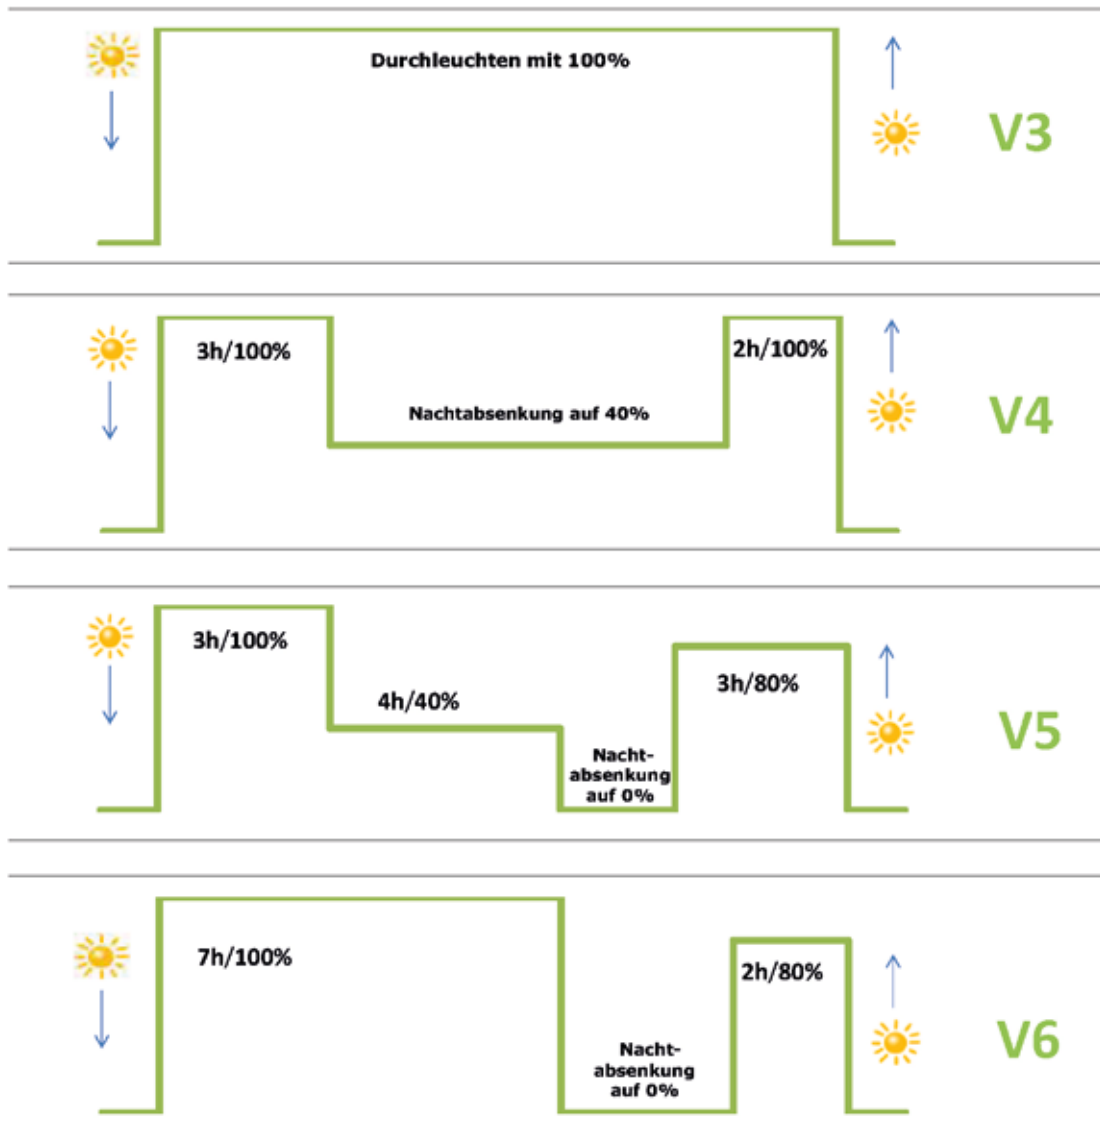 Durchleuchten mit 100%
V3
3h/100%
2h/100%
Nachtabsenkung auf 40%
V4
3h/100%
4h/40%
Nacht-
absenkung
auf 0%
3h/80%
V5
7h/100%
Nacht-
absenkung
auf 0%
2h/80%
V6